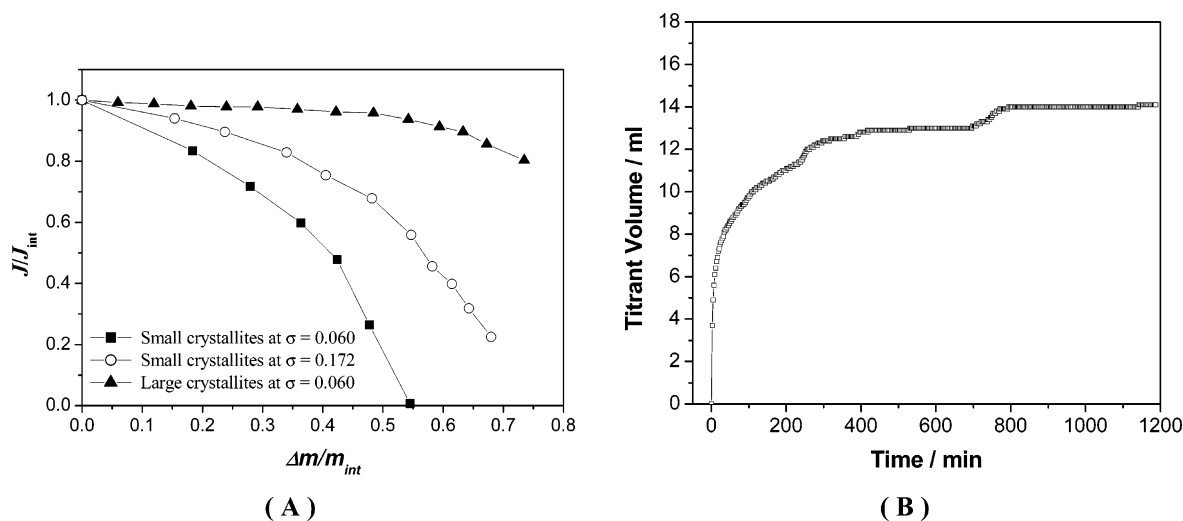 1.0
0.8
0.6
0.4
0.2
0.0
J/J_int
Small crystallites at σ = 0.060
Small crystallites at σ = 0.172
Large crystallites at σ = 0.060
0.0 0.1 0.2 0.3 0.4 0.5 0.6 0.7 0.8
Δm/m_int
( A )
18
16
14
12
10
8
6
4
2
0
Titrant Volume / ml
0 200 400 600 800 1000 1200
Time / min
( B )